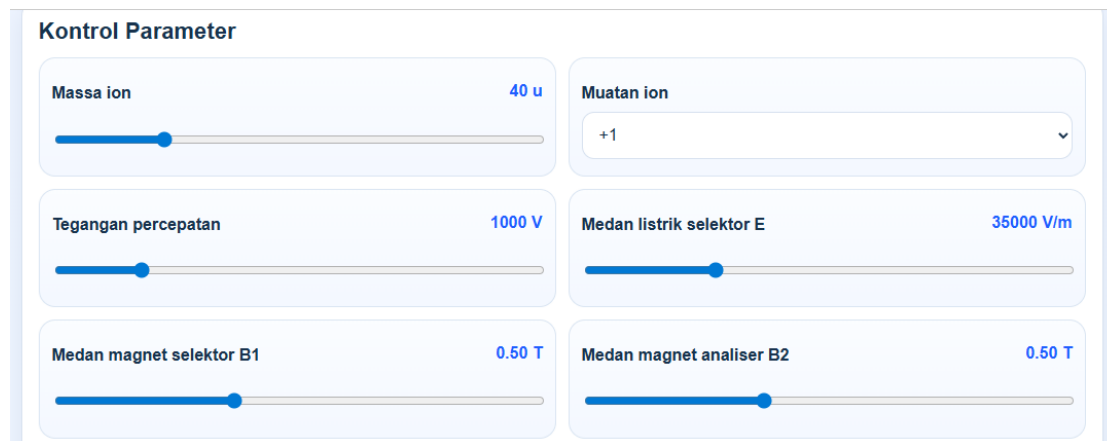 Kontrol Parameter
Massa ion
40 u
Muatan ion
+1
Tegangan percepatan
1000 V
Medan listrik selektor E
35000 V/m
Medan magnet selektor B1
0.50 T
Medan magnet analiser B2
0.50 T